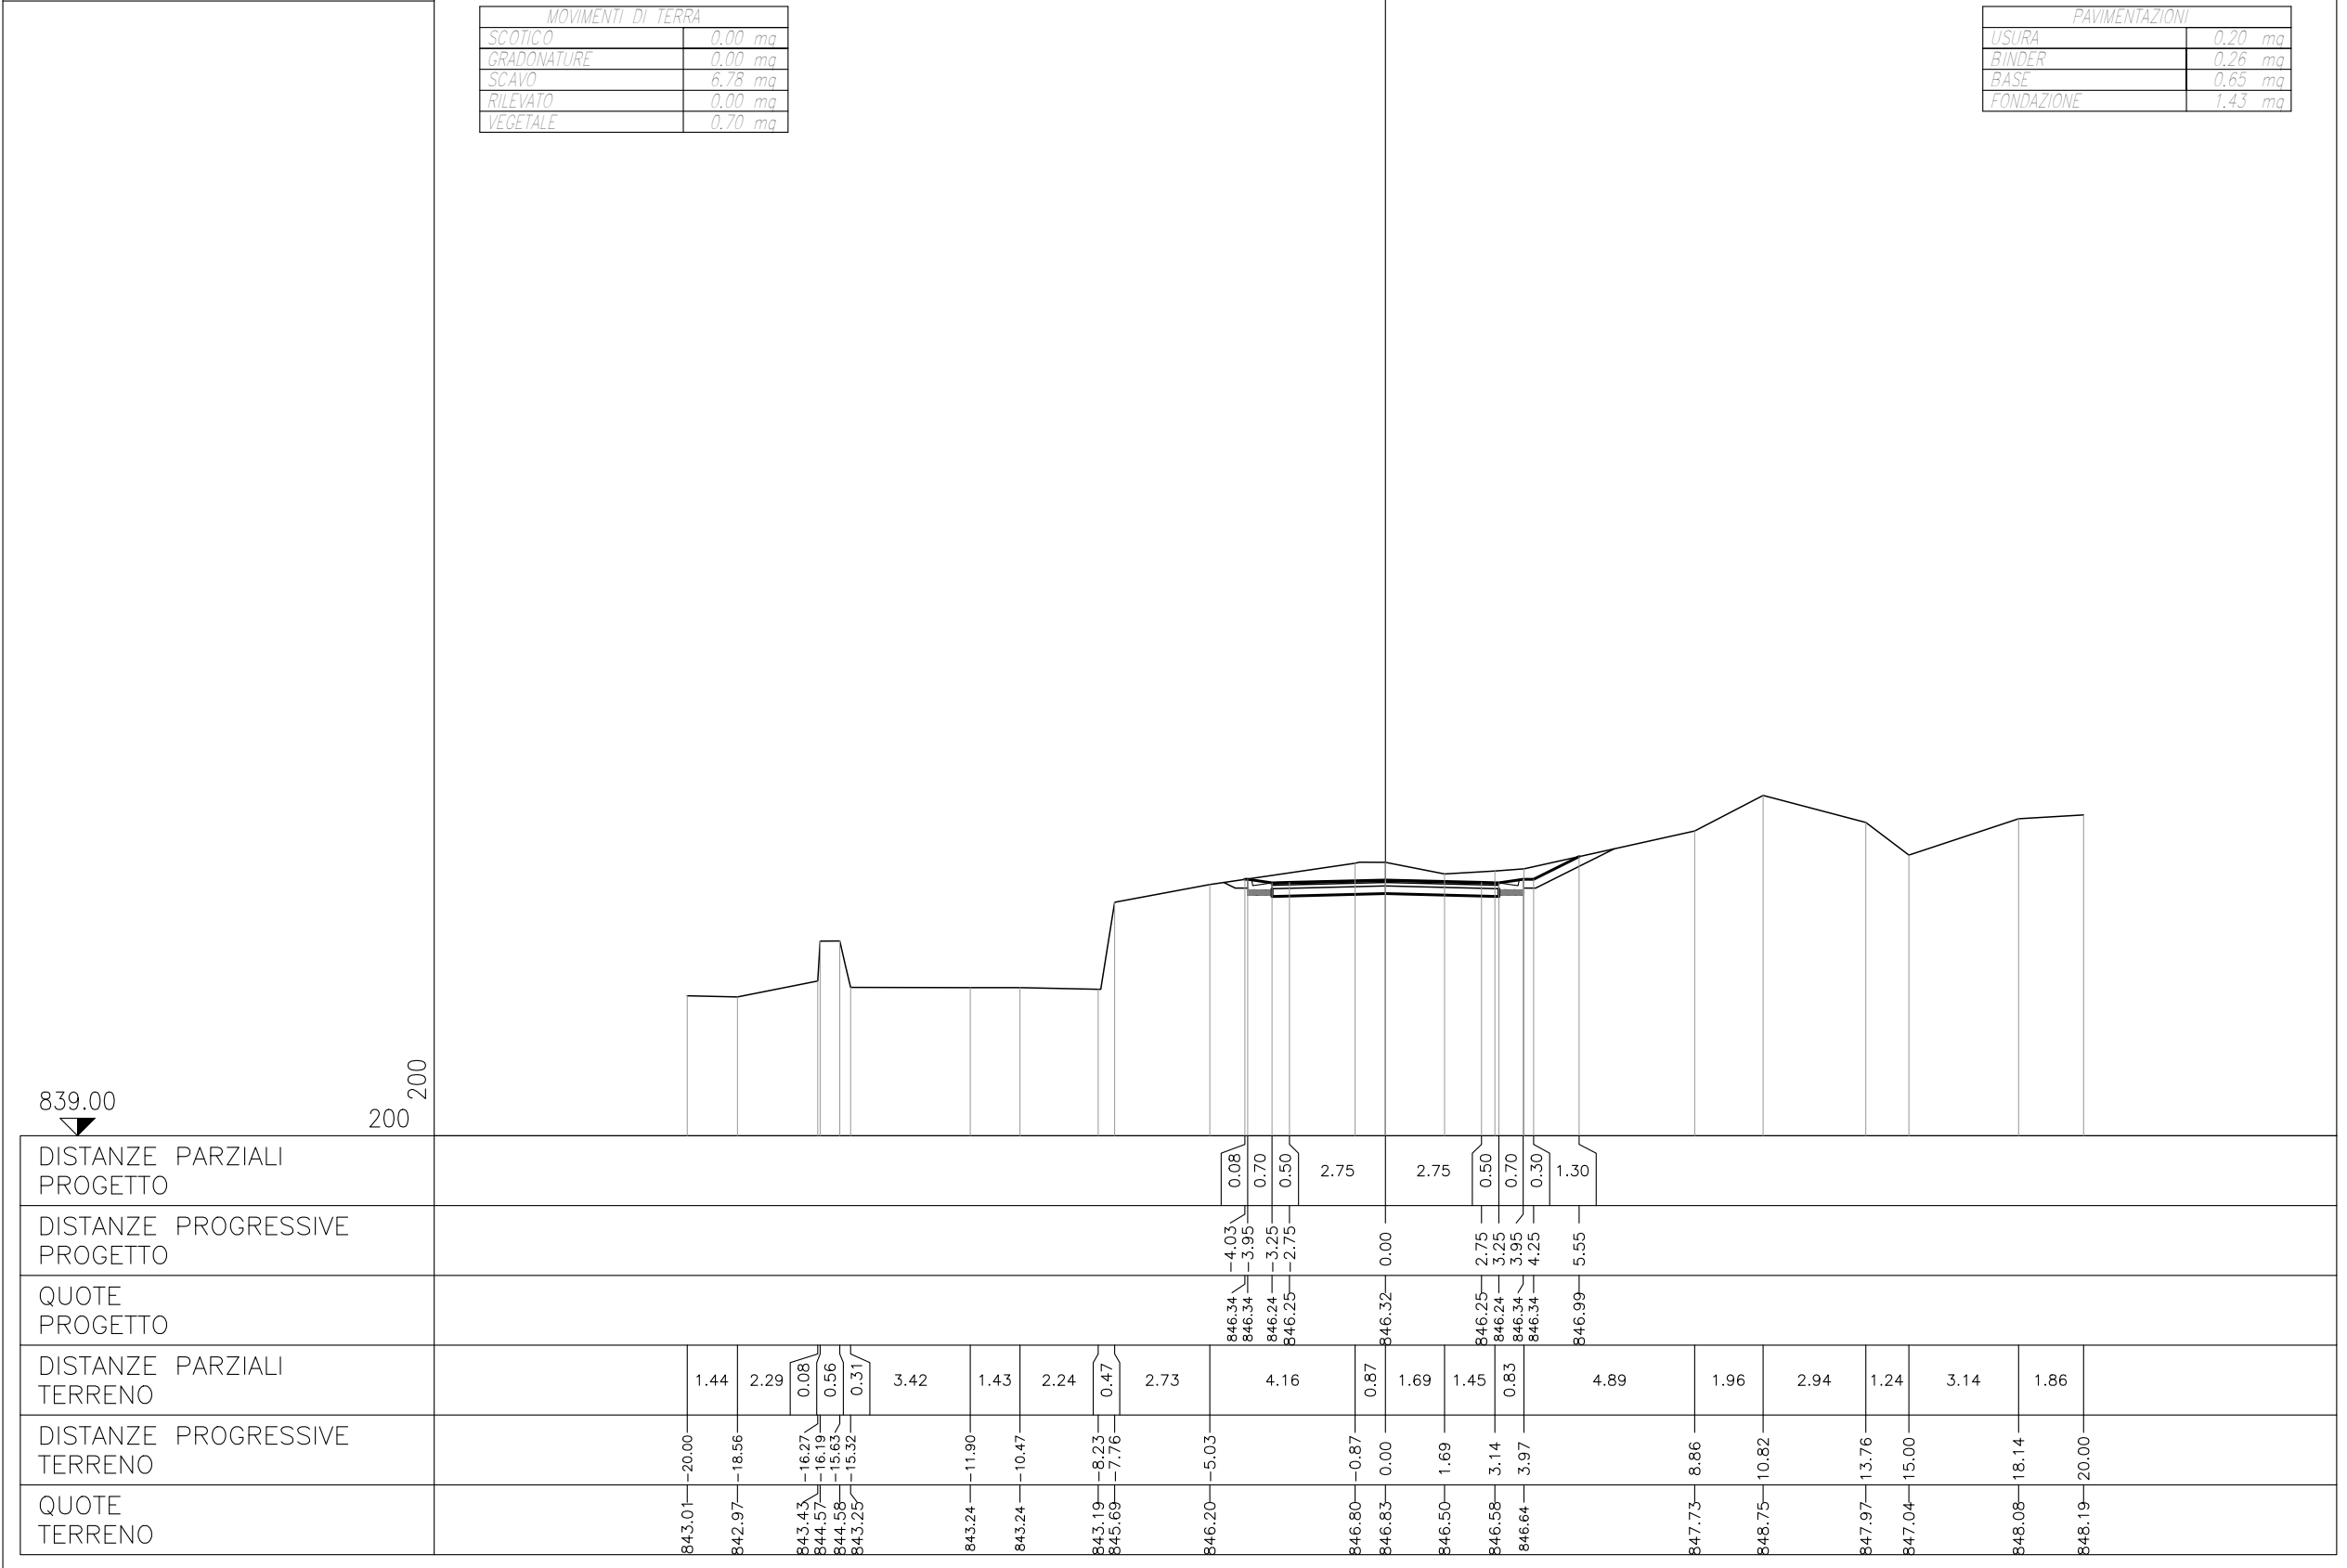 MOVIMENTI DI TERRA
SCOTICO 0.00 mq
GRADONATURE 0.00 mq
SCAVO 6.78 mq
RILEVATO 0.00 mq
VEGETALE 0.70 mq
PAVIMENTAZIONI
USURA 0.20 mq
BINDER 0.26 mq
BASE 0.65 mq
FONDAZIONE 1.43 mq
839.00
200
200
DISTANZE PARZIALI
PROGETTO
0.08 0.70 0.50 2.75 2.75 0.50 0.70 0.30 1.30
DISTANZE PROGRESSIVE
PROGETTO
-4.03 -3.95 -3.25 -2.75 0.00 2.75 3.25 3.95 4.25 5.55
QUOTE
PROGETTO
846.34 846.34 846.24 846.25 846.32 846.25 846.24 846.34 846.34 846.99
DISTANZE PARZIALI
TERRENO
1.44 2.29 0.08 0.56 0.31 3.42 1.43 2.24 0.47 2.73 4.16 0.87 1.69 1.45 0.83 4.89 1.96 2.94 1.24 3.14 1.86
DISTANZE PROGRESSIVE
TERRENO
-20.00 -18.56 -16.27 -16.19 -15.63 -15.32 -11.90 -10.47 -8.23 -7.76 -5.03 -0.87 0.00 1.69 3.14 3.97 8.86 10.82 13.76 15.00 18.14 20.00
QUOTE
TERRENO
843.01 842.97 843.43 844.57 844.58 843.25 843.24 843.24 843.19 845.69 846.20 846.80 846.83 846.50 846.58 846.64 847.73 848.75 847.97 847.04 848.08 848.19